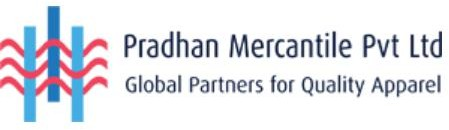 Pradhan Mercantile Pvt Ltd
Global Partners for Quality Apparel